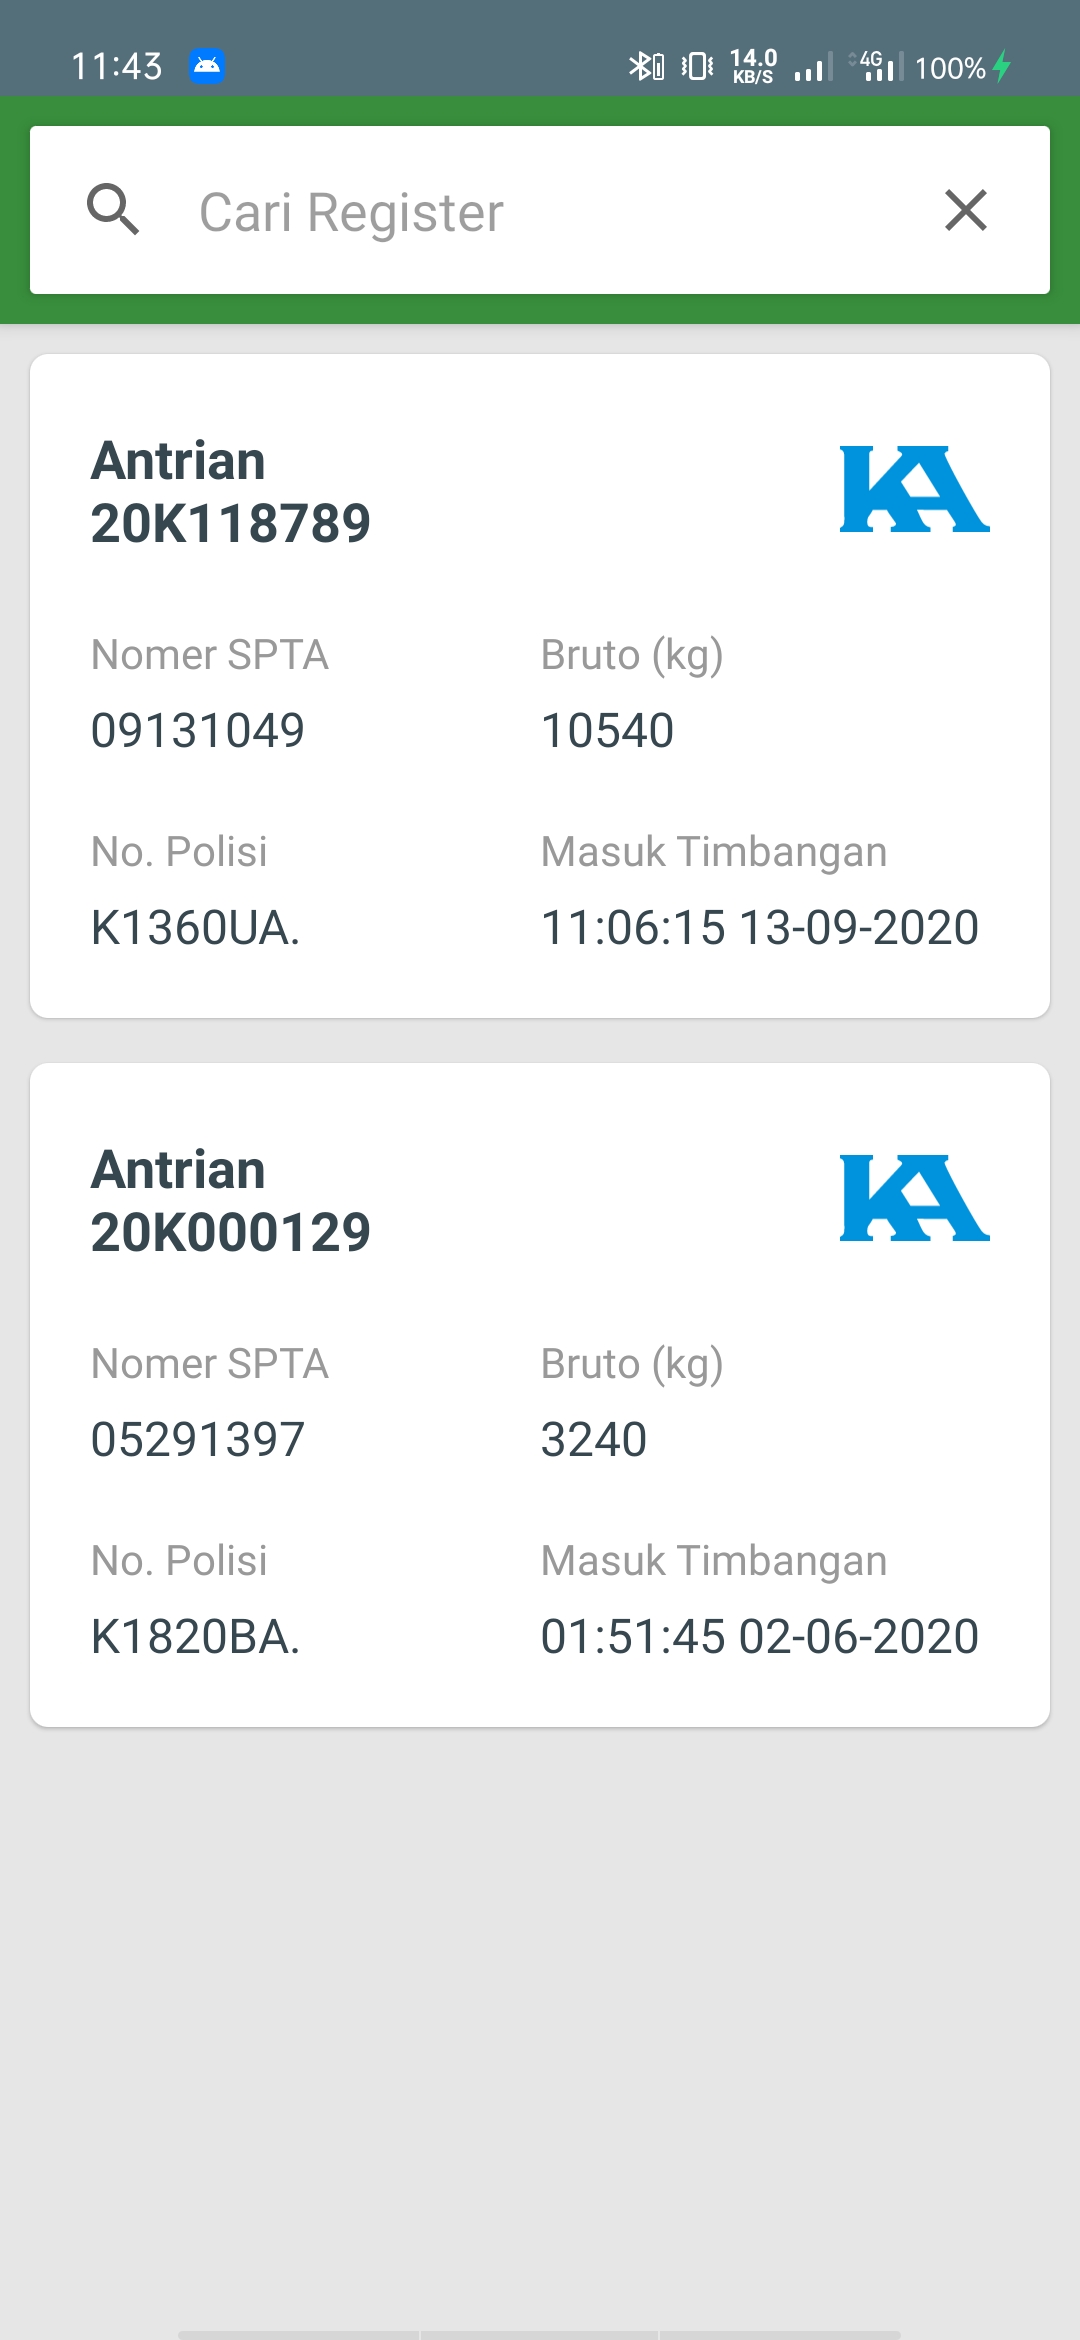 11:43
14.0
KB/S
4G
100%
Cari Register
Antrian
20K118789
KA
Nomer SPTA
Bruto (kg)
09131049
10540
No. Polisi
Masuk Timbangan
K1360UA.
11:06:15 13-09-2020
Antrian
20K000129
KA
Nomer SPTA
Bruto (kg)
05291397
3240
No. Polisi
Masuk Timbangan
K1820BA.
01:51:45 02-06-2020